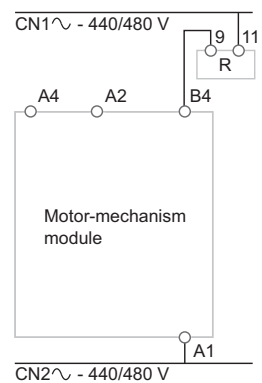 CN1∿ - 440/480 V
9 11
R
A4 A2 B4
Motor-mechanism
module
A1
CN2∿ - 440/480 V